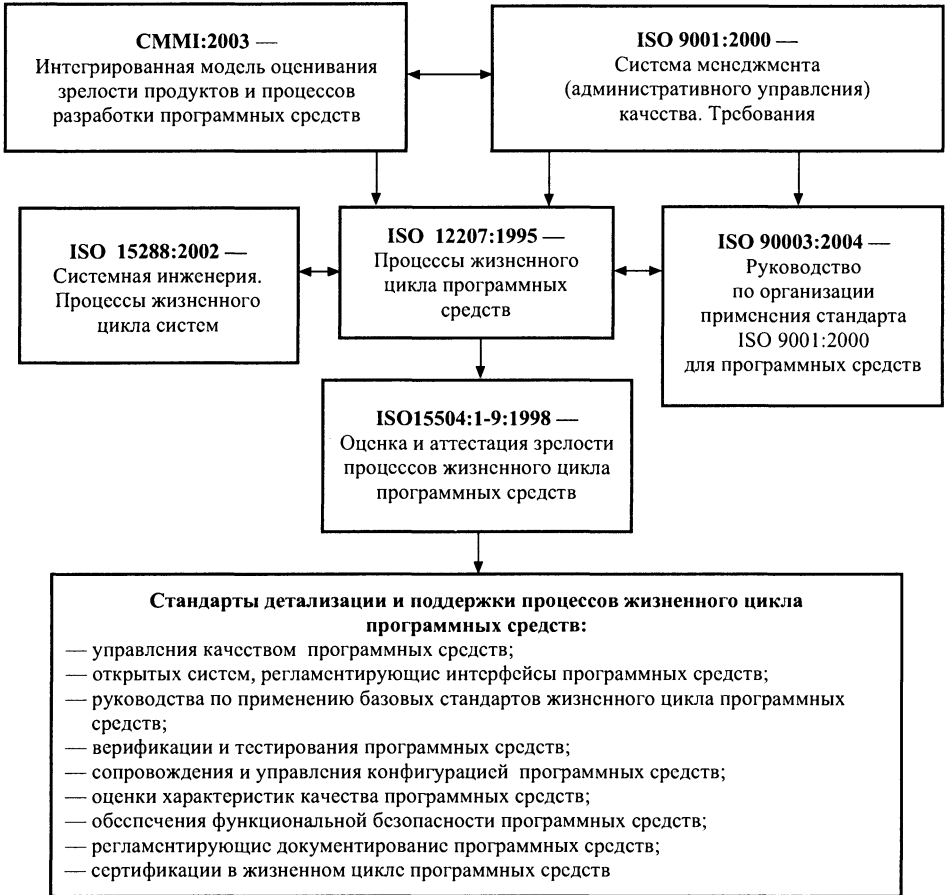 CMMI:2003 —
Интегрированная модель оценивания
зрелости продуктов и процессов
разработки программных средств
ISO 9001:2000 —
Система менеджмента
(административного управления)
качества. Требования
ISO 15288:2002 —
Системная инженерия.
Процессы жизненного
цикла систем
ISO 12207:1995 —
Процессы жизненного
цикла программных
средств
ISO 90003:2004 —
Руководство
по организации
применения стандарта
ISO 9001:2000
для программных средств
ISO15504:1-9:1998 —
Оценка и аттестация зрелости
процессов жизненного цикла
программных средств
Стандарты детализации и поддержки процессов жизненного цикла
программных средств:
— управления качеством программных средств;
— открытых систем, регламентирующие интерфейсы программных средств;
— руководства по применению базовых стандартов жизненного цикла программных
средств;
— верификации и тестирования программных средств;
— сопровождения и управления конфигурацией программных средств;
— оценки характеристик качества программных средств;
— обеспечения функциональной безопасности программных средств;
— регламентирующие документирование программных средств;
— сертификации в жизненном цикле программных средств